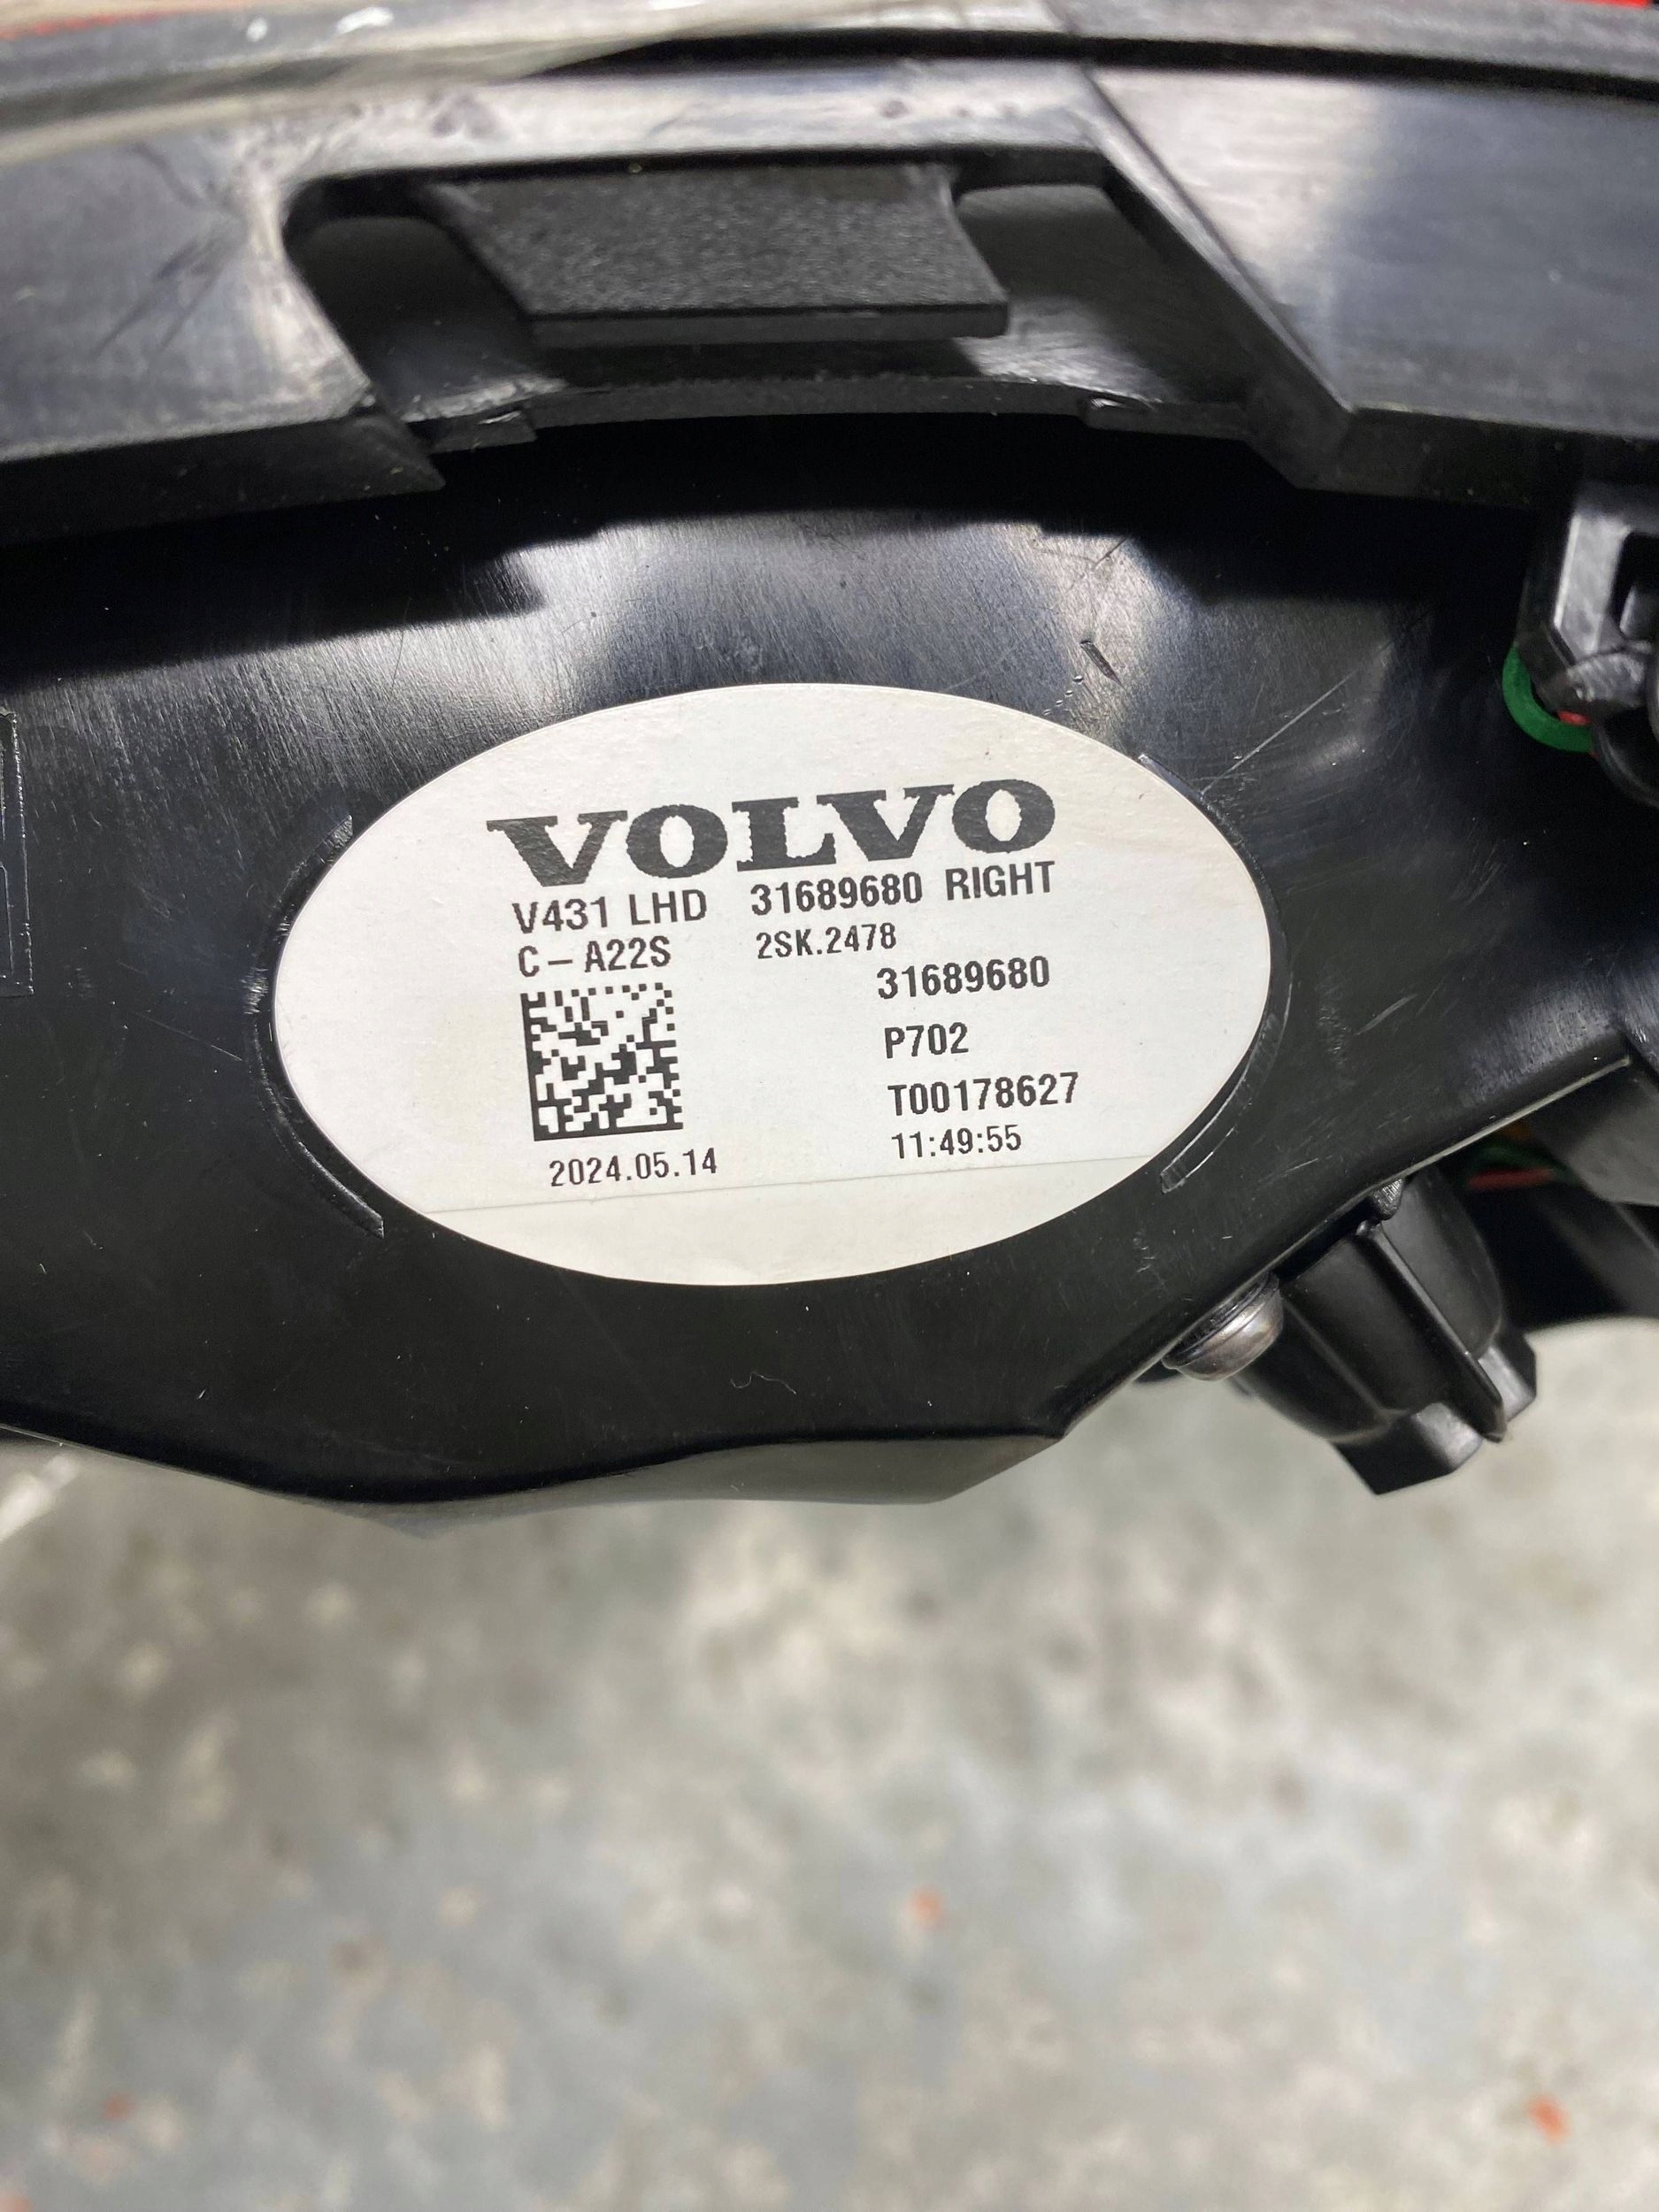 VOLVO
V431 LHD 31689680 RIGHT
C-A22S 2SK.2478
31689680
P702
T00178627
2024.05.14 11:49:55